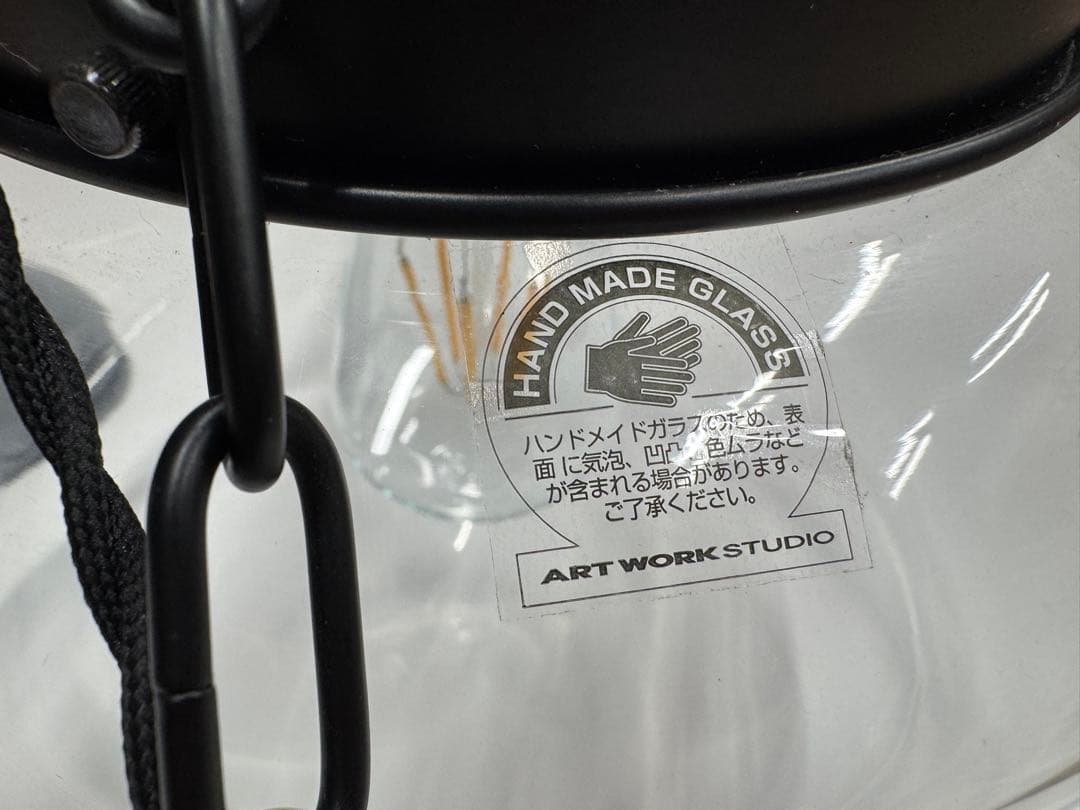 HAND MADE GLASS
ハンドメイドガラスのため、表
面に気泡、凹凸、色ムラなど
が含まれる場合があります。
ご了承ください。
ART WORK STUDIO